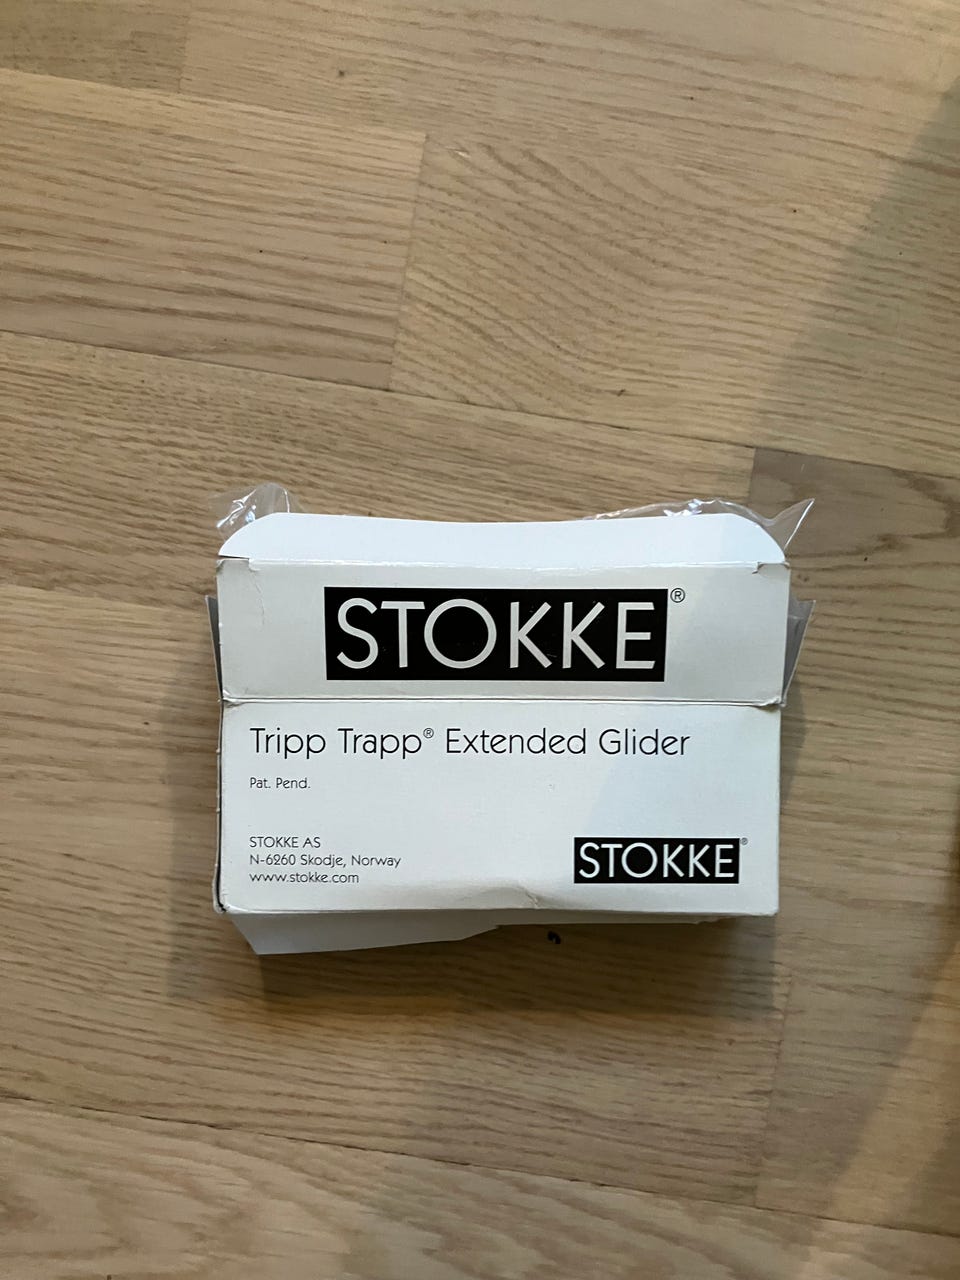 STOKKE®
Tripp Trapp® Extended Glider
Pat. Pend.
STOKKE AS
N-6260 Skodje, Norway
www.stokke.com
STOKKE®